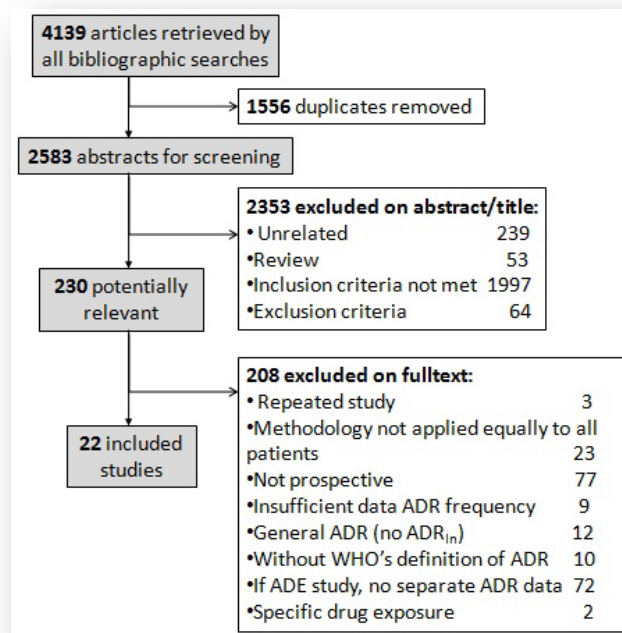 4139 articles retrieved by
all bibliographic searches
1556 duplicates removed
2583 abstracts for screening
2353 excluded on abstract/title:
• Unrelated 239
•Review 53
•Inclusion criteria not met 1997
•Exclusion criteria 64
230 potentially
relevant
208 excluded on fulltext:
• Repeated study 3
•Methodology not applied equally to all
patients 23
•Not prospective 77
•Insufficient data ADR frequency 9
•General ADR (no ADRIn) 12
•Without WHO's definition of ADR 10
•If ADE study, no separate ADR data 72
•Specific drug exposure 2
22 included
studies